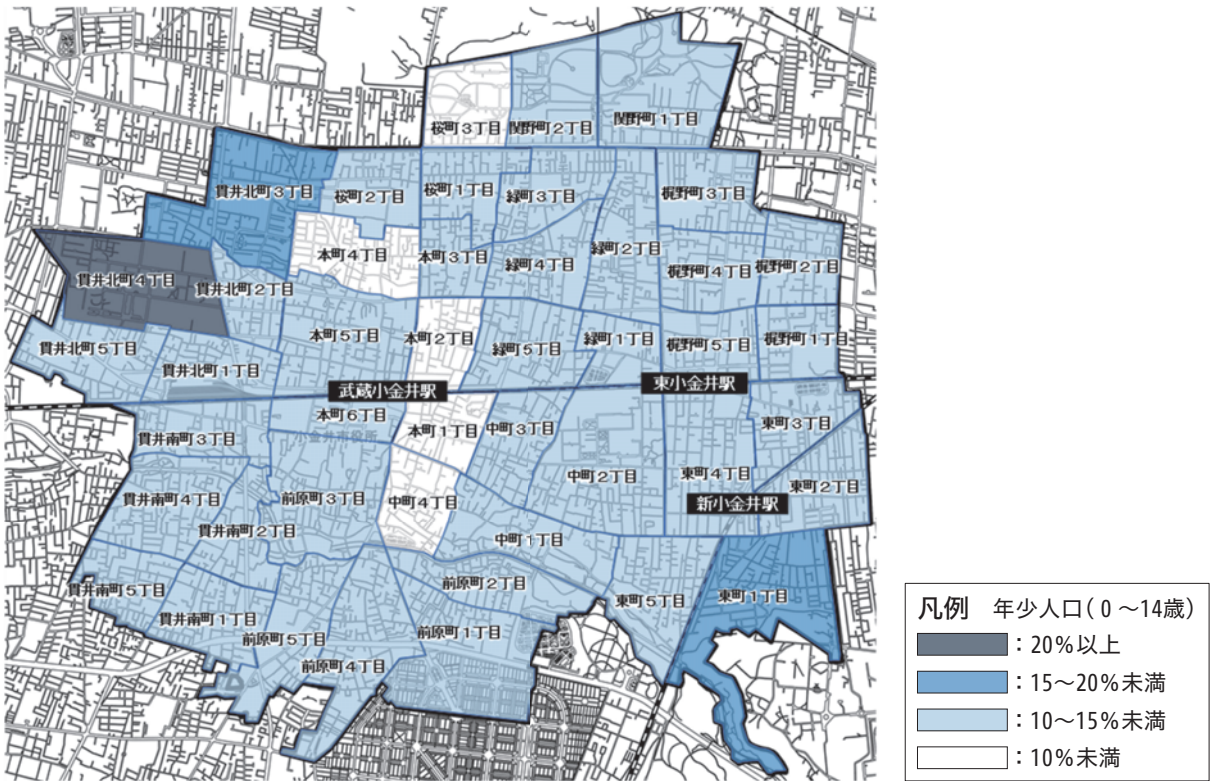 桜町3丁目
関野町2丁目
関野町1丁目
貫井北町3丁目
桜町2丁目
桜町1丁目
緑町3丁目
梶野町3丁目
本町4丁目
本町3丁目
緑町4丁目
緑町2丁目
梶野町4丁目
梶野町2丁目
貫井北町4丁目
貫井北町2丁目
本町5丁目
本町2丁目
緑町5丁目
緑町1丁目
梶野町5丁目
梶野町1丁目
貫井北町5丁目
貫井北町1丁目
武蔵小金井駅
東小金井駅
本町6丁目
小金井市役所
本町1丁目
中町3丁目
東町3丁目
貫井南町3丁目
中町2丁目
東町4丁目
東町2丁目
貫井南町4丁目
前原町3丁目
中町4丁目
新小金井駅
貫井南町2丁目
中町1丁目
貫井南町5丁目
前原町2丁目
東町5丁目
東町1丁目
貫井南町1丁目
前原町5丁目
前原町1丁目
前原町4丁目
凡例 年少人口(0～14歳)
：20%以上
：15～20%未満
：10～15%未満
：10%未満